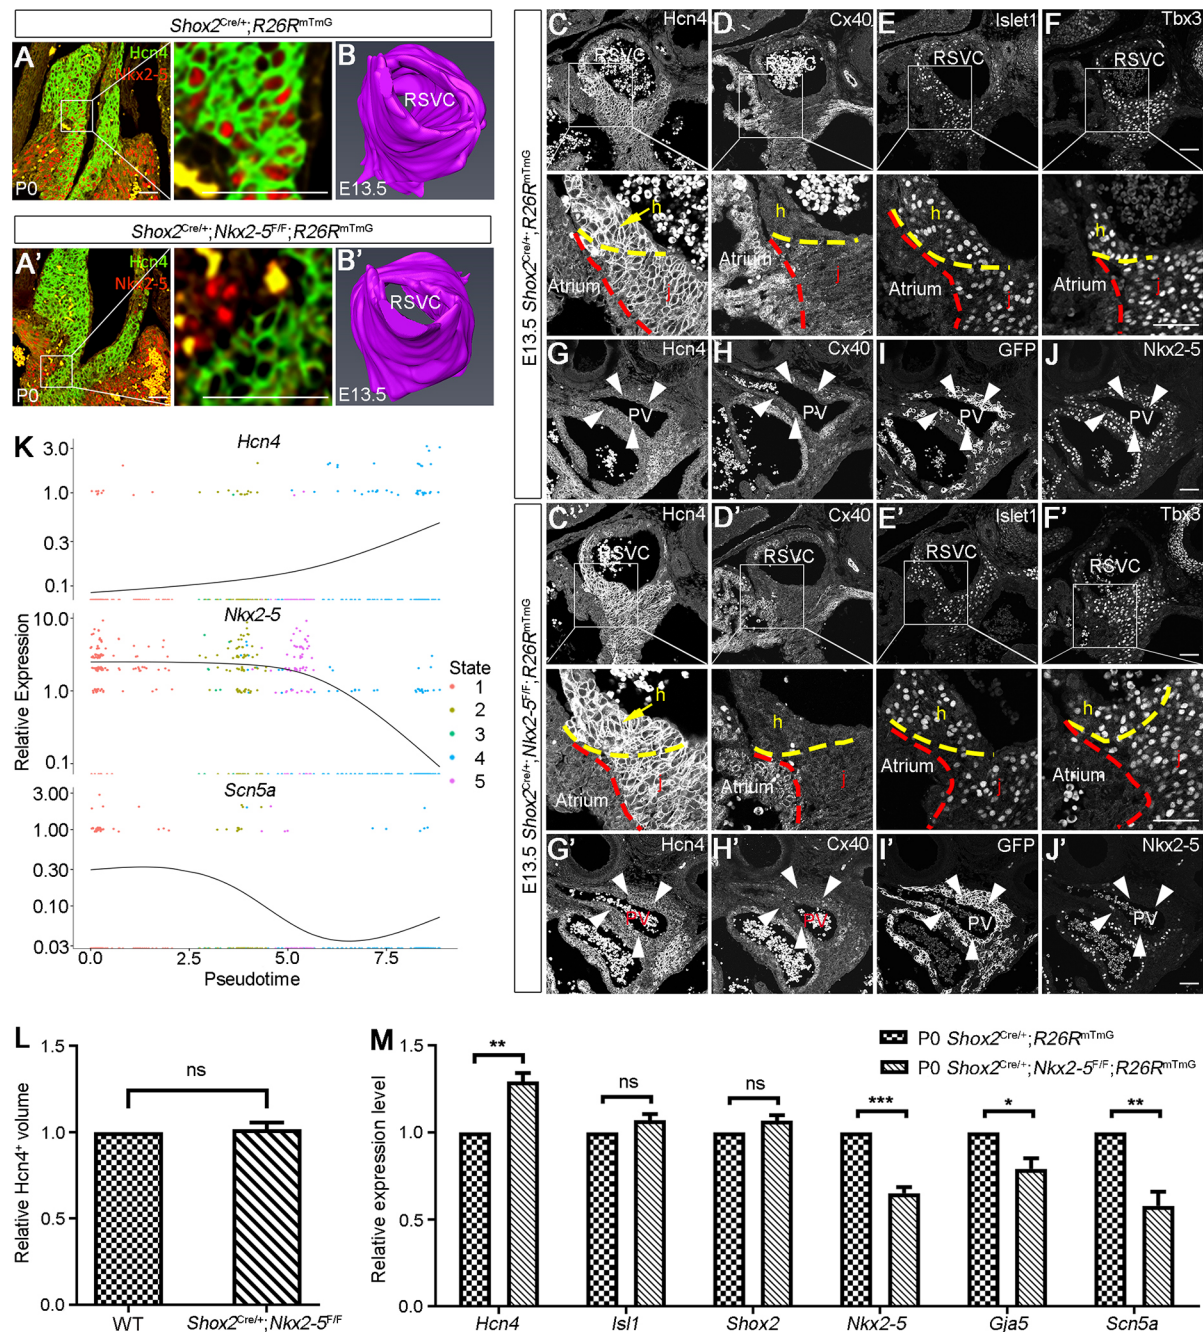 Shox2Cre/+;R26RmTmG
A
Hcn4
Nkx2-5
P0
B
RSVC
E13.5
Shox2Cre/+;Nkx2-5F/F;R26RmTmG
A'
Hcn4
Nkx2-5
P0
B'
RSVC
E13.5
E13.5 Shox2Cre/+;R26RmTmG
C
Hcn4
RSVC
D
Cx40
RSVC
E
Islet1
RSVC
F
Tbx3
RSVC
h
Atrium
j
h
Atrium
j
h
Atrium
j
h
Atrium
j
G
Hcn4
PV
H
Cx40
PV
I
GFP
PV
J
Nkx2-5
PV
E13.5 Shox2Cre/+;Nkx2-5F/F;R26RmTmG
C'
Hcn4
RSVC
D'
Cx40
RSVC
E'
Islet1
RSVC
F'
Tbx3
RSVC
h
Atrium
j
h
Atrium
j
h
Atrium
j
h
Atrium
j
G'
Hcn4
PV
H'
Cx40
PV
I'
GFP
PV
J'
Nkx2-5
PV
K
Hcn4
3.0
1.0
0.3
0.1
Nkx2-5
10.0
3.0
1.0
0.1
Scn5a
3.00
1.00
0.30
0.10
0.03
0.0
2.5
5.0
7.5
Pseudotime
Relative Expression
State
1
2
3
4
5
L
Relative Hcn4+ volume
1.5
1.0
0.5
0.0
ns
WT
Shox2Cre/+;Nkx2-5F/F
M
Relative expression level
1.5
1.0
0.5
0.0
P0 Shox2Cre/+;R26RmTmG
P0 Shox2Cre/+;Nkx2-5F/F;R26RmTmG
**
ns
ns
***
*
**
Hcn4
Isl1
Shox2
Nkx2-5
Gja5
Scn5a